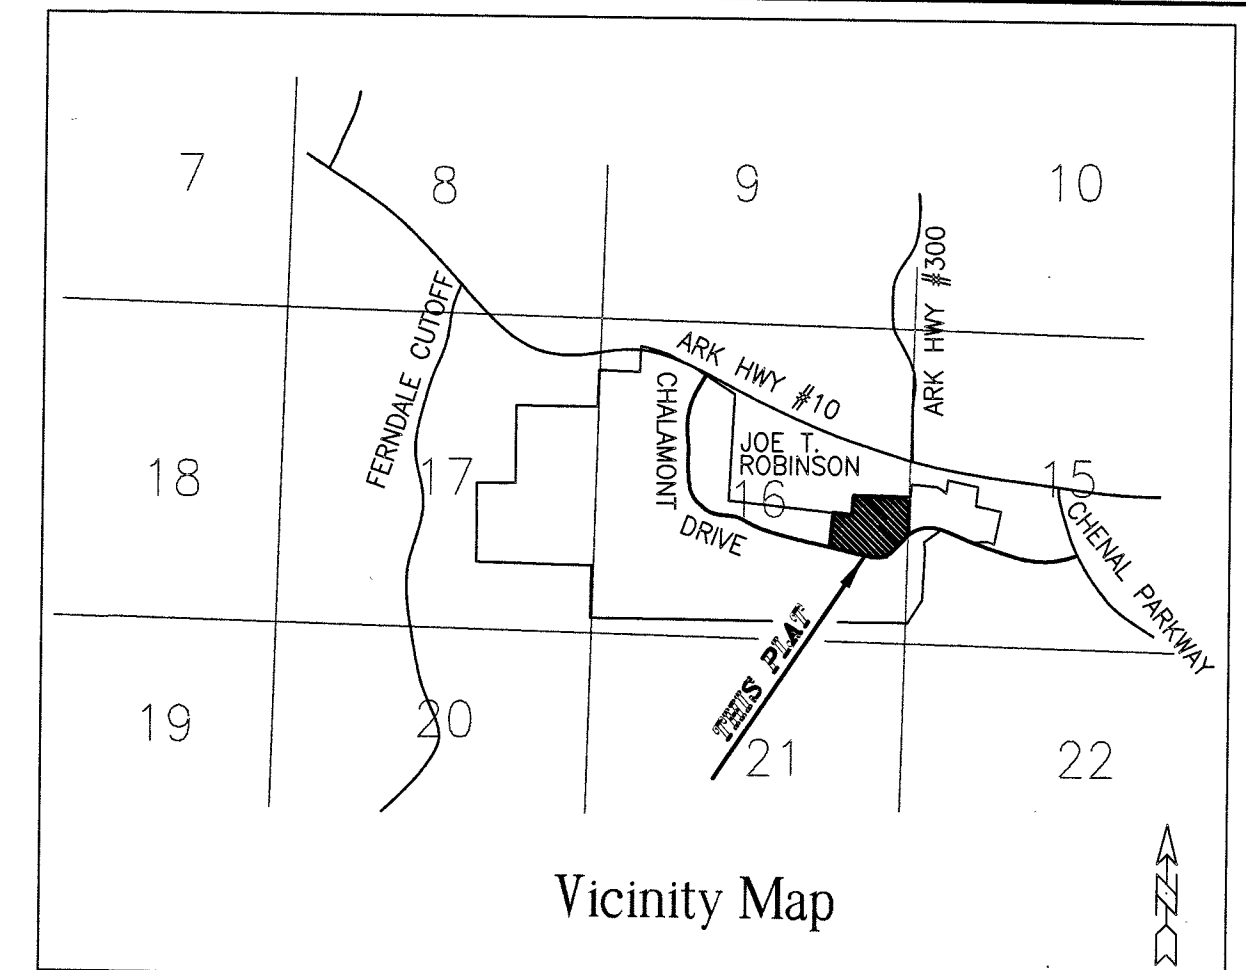 7
8
9
10
ARK HWY #300
FERNDALE CUTOFF
ARK HWY #10
CHALAMONT
DRIVE
JOE T.
ROBINSON
18
17
16
15
CHENAL PARKWAY
THIS PLAT
19
20
21
22
Vicinity Map
N